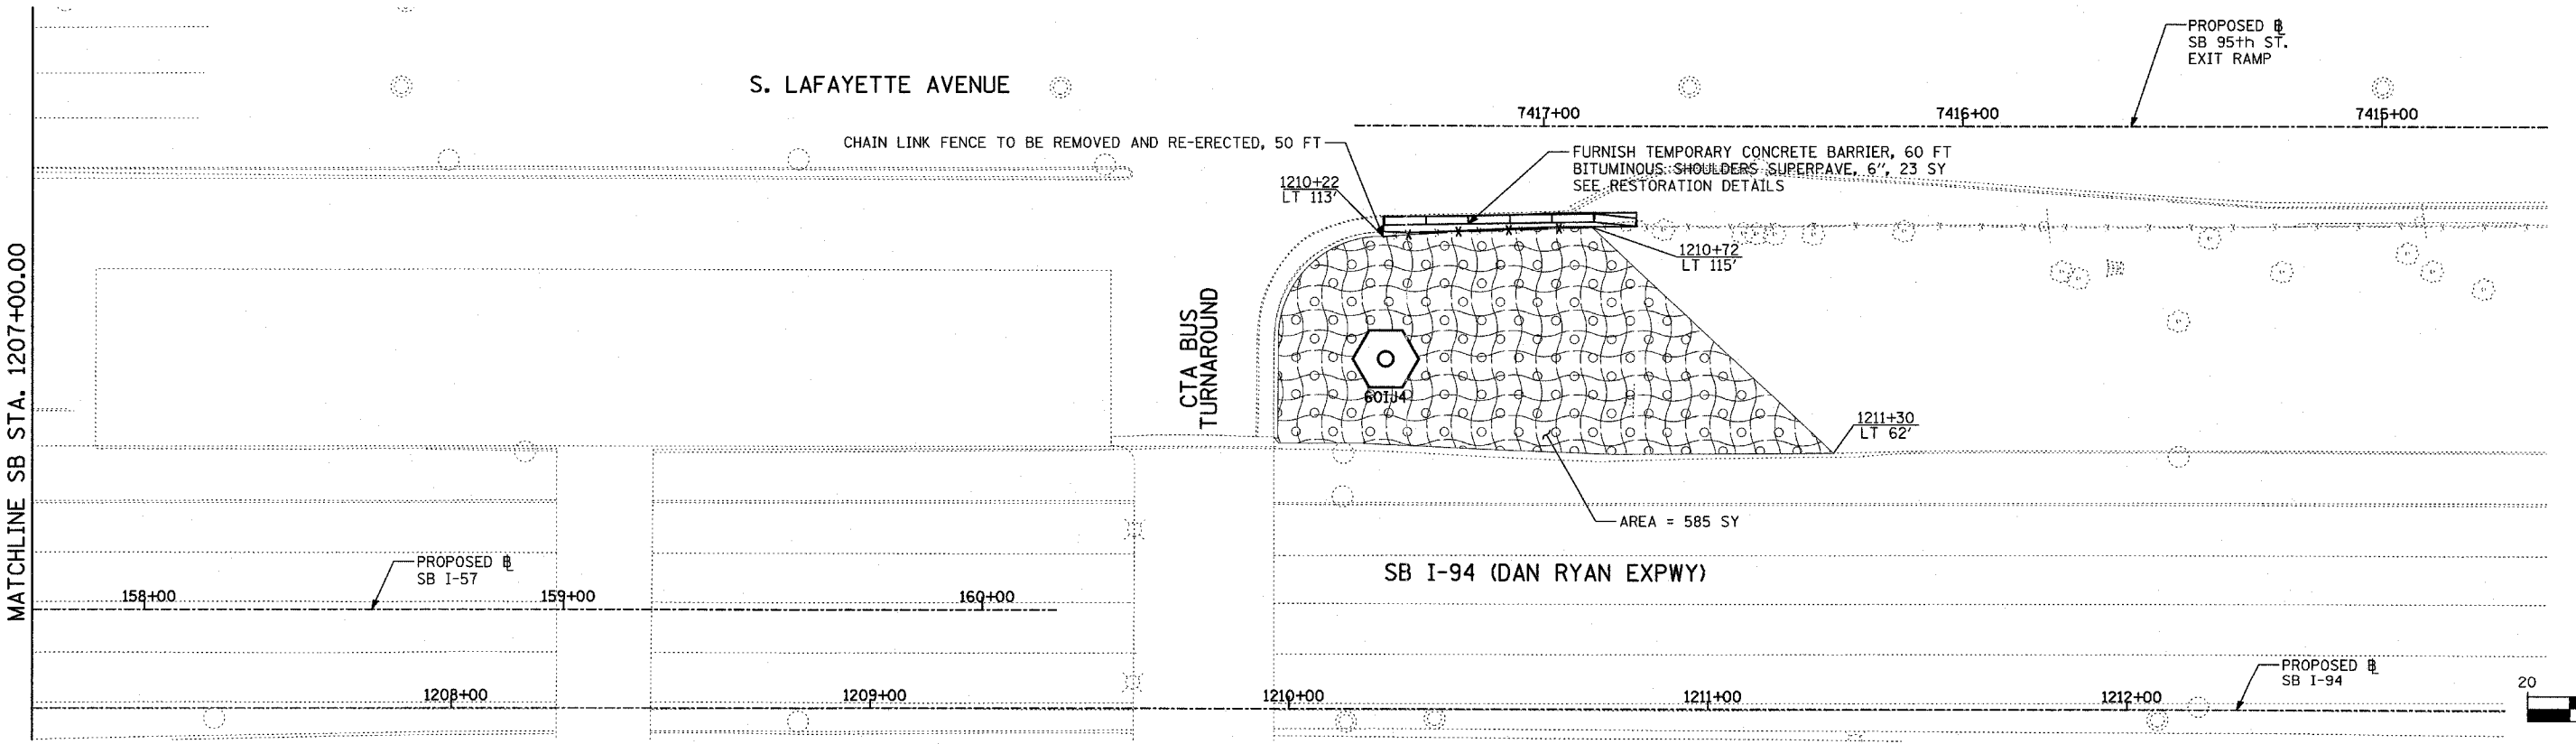 PROPOSED B
SB 95th ST.
EXIT RAMP
S. LAFAYETTE AVENUE
7417+00
7416+00
7415+00
CHAIN LINK FENCE TO BE REMOVED AND RE-ERECTED, 50 FT
FURNISH TEMPORARY CONCRETE BARRIER, 60 FT
BITUMINOUS SHOULDERS SUPERPAVE, 6", 23 SY
SEE RESTORATION DETAILS
1210+22
LT 113'
1210+72
LT 115'
MATCHLINE SB STA. 1207+00.00
CTA BUS
TURNAROUND
60IJ4
1211+30
LT 62'
AREA = 585 SY
PROPOSED B
SB I-57
SB I-94 (DAN RYAN EXPWY)
158+00
159+00
160+00
PROPOSED B
SB I-94
1208+00
1209+00
1210+00
1211+00
1212+00
20